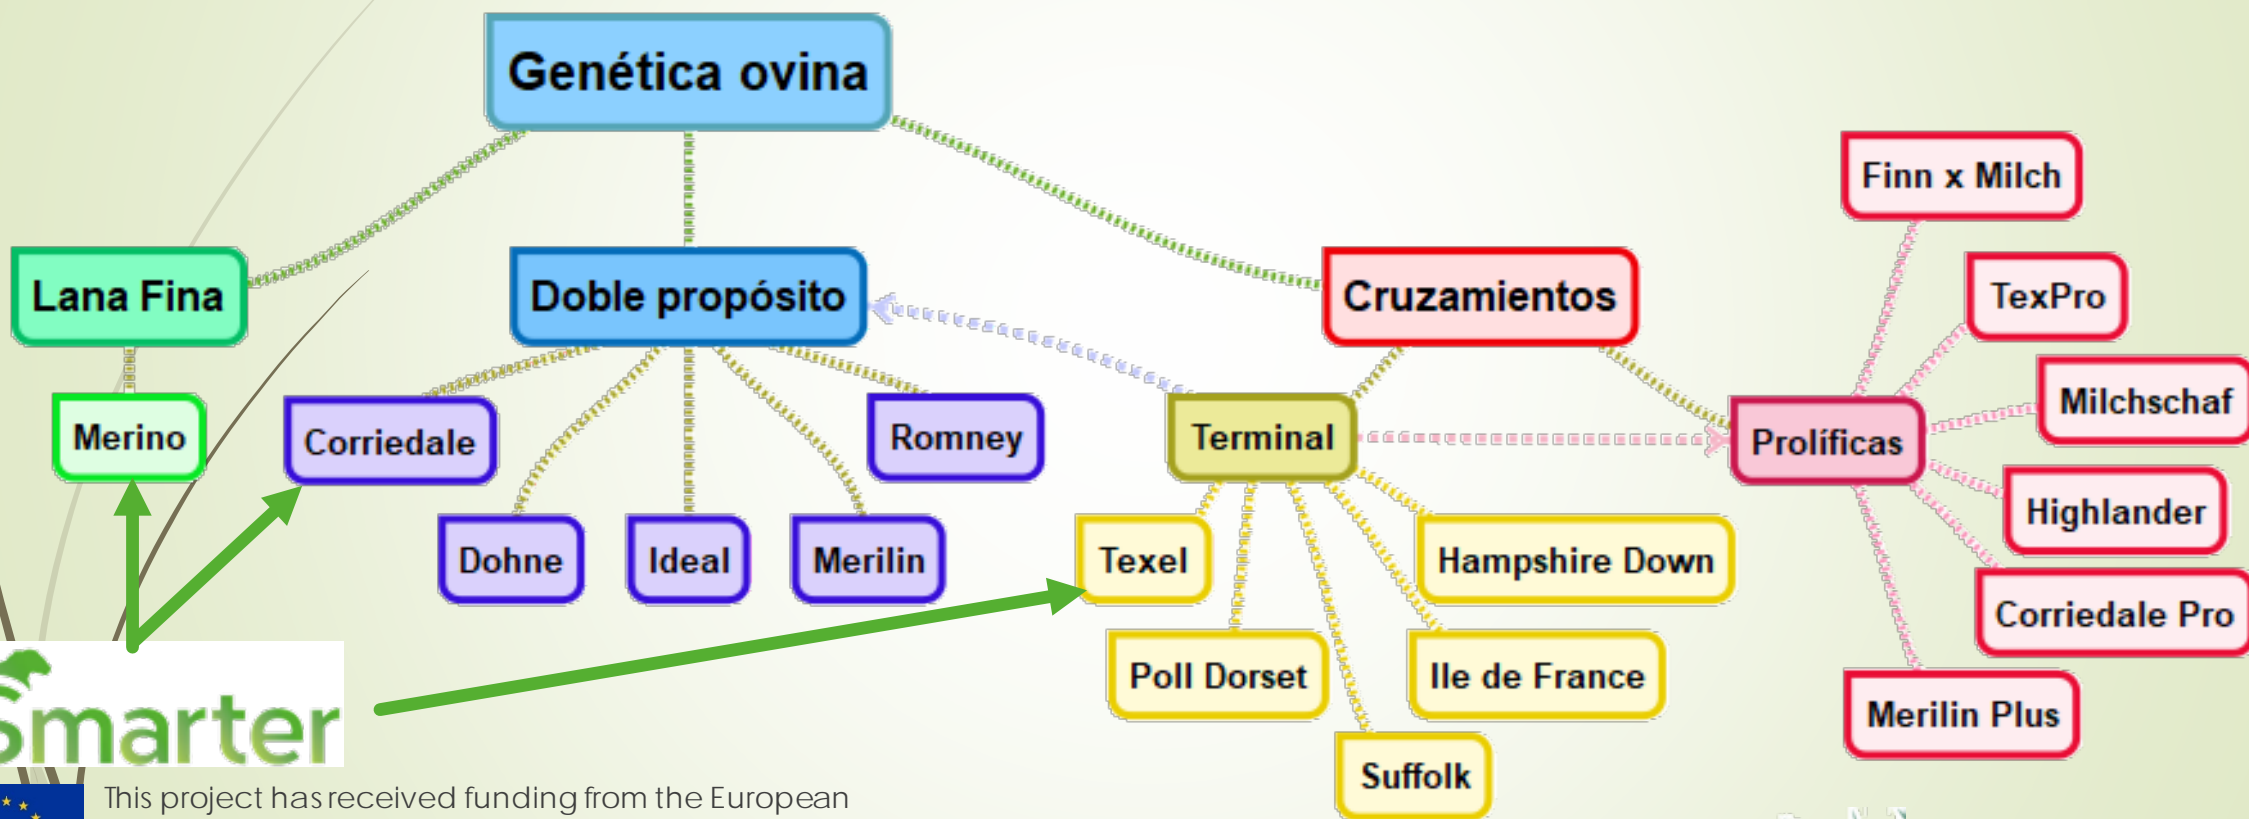 Genética ovina
Lana Fina
Doble propósito
Cruzamientos
Merino
Corriedale
Dohne
Ideal
Merilin
Romney
Terminal
Texel
Poll Dorset
Suffolk
Ile de France
Hampshire Down
Prolíficas
Finn x Milch
TexPro
Milchschaf
Highlander
Corriedale Pro
Merilin Plus
Smarter
This project has received funding from the European